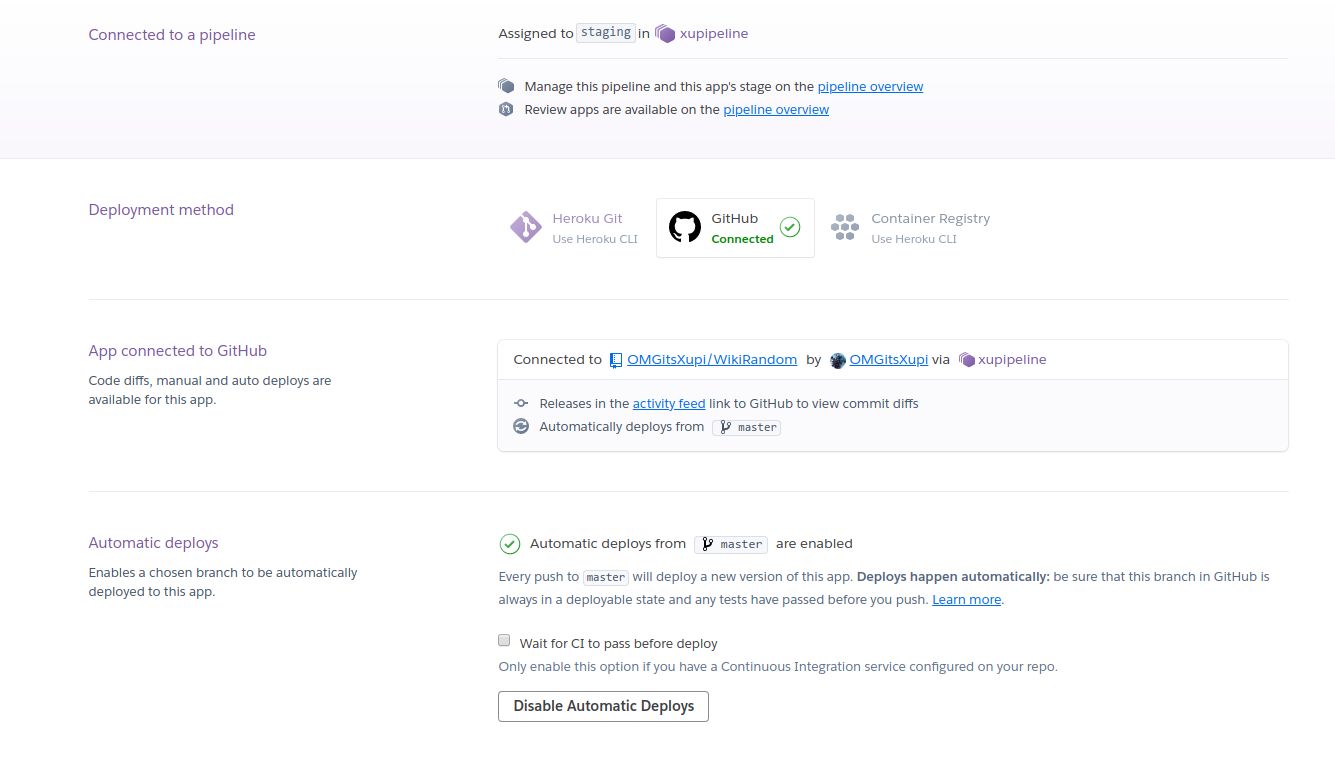 Connected to a pipeline
Assigned to staging in xupipeline
Manage this pipeline and this app's stage on the pipeline overview
Review apps are available on the pipeline overview
Deployment method
Heroku Git
Use Heroku CLI
GitHub
Connected
Container Registry
Use Heroku CLI
App connected to GitHub
Code diffs, manual and auto deploys are
available for this app.
Connected to OMGitsXupi/WikiRandom by OMGitsXupi via xupipeline
Releases in the activity feed link to GitHub to view commit diffs
Automatically deploys from master
Automatic deploys
Enables a chosen branch to be automatically
deployed to this app.
Automatic deploys from master are enabled
Every push to master will deploy a new version of this app. Deploys happen automatically: be sure that this branch in GitHub is
always in a deployable state and any tests have passed before you push. Learn more.
Wait for CI to pass before deploy
Only enable this option if you have a Continuous Integration service configured on your repo.
Disable Automatic Deploys